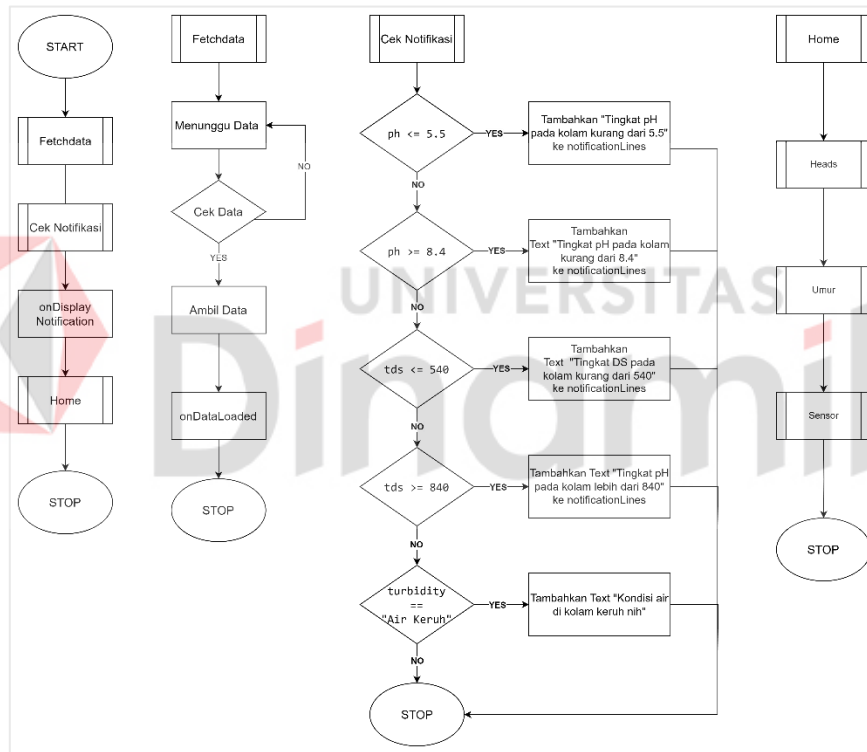 START
Fetchdata
Cek Notifikasi
onDisplay
Notification
Home
STOP
Fetchdata
Menunggu Data
NO
Cek Data
YES
Ambil Data
onDataLoaded
STOP
Cek Notifikasi
ph <= 5.5
YES
Tambahkan "Tingkat pH
pada kolam kurang dari 5.5"
ke notificationLines
NO
ph >= 8.4
YES
Tambahkan
Text "Tingkat pH pada kolam
kurang dari 8.4"
ke notificationLines
NO
tds <= 540
YES
Tambahkan
Text "Tingkat DS pada
kolam kurang dari 540"
ke notificationLines
NO
tds >= 840
YES
Tambahkan Text "Tingkat pH
pada kolam lebih dari 840"
ke notificationLines
NO
turbidity
==
"Air Keruh"
YES
Tambahkan Text "Kondisi air
di kolam keruh nih"
NO
STOP
Home
Heads
Umur
Sensor
STOP
UNIVERSITAS
Dinamik